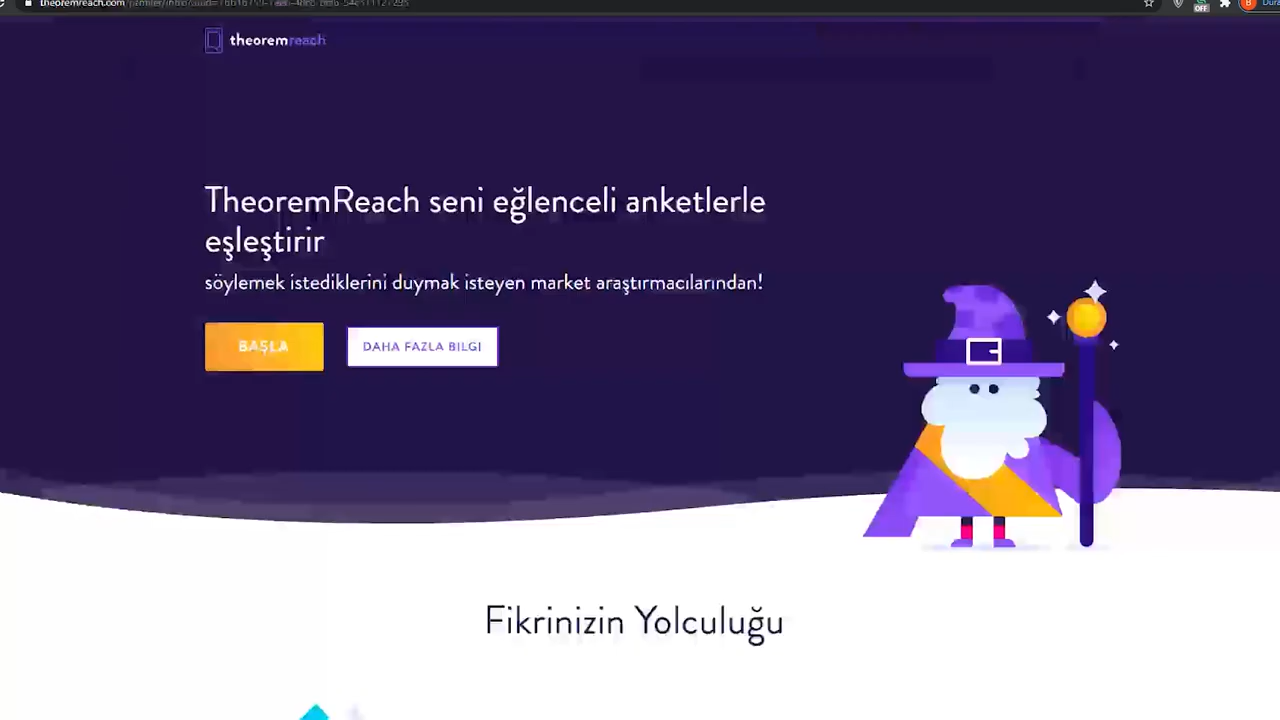 theoremreach.com
OFF
B
theoremreach
TheoremReach seni eğlenceli anketlerle
eşleştirir
söylemek istediklerini duymak isteyen market araştırmacılarından!
BAŞLA
DAHA FAZLA BILGI
Fikrinizin Yolculuğu